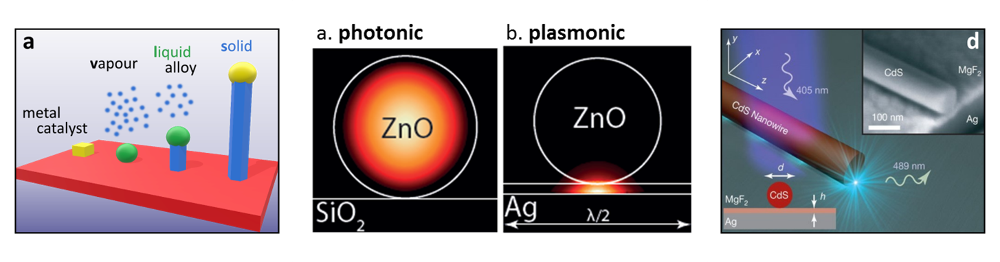 a
vapour
liquid
alloy
solid
metal
catalyst
a. photonic
ZnO
SiO₂
b. plasmonic
ZnO
Ag
λ/2
d
y
x
z
405 nm
CdS Nanowire
CdS
MgF₂
Ag
100 nm
489 nm
d
CdS
MgF₂
h
Ag